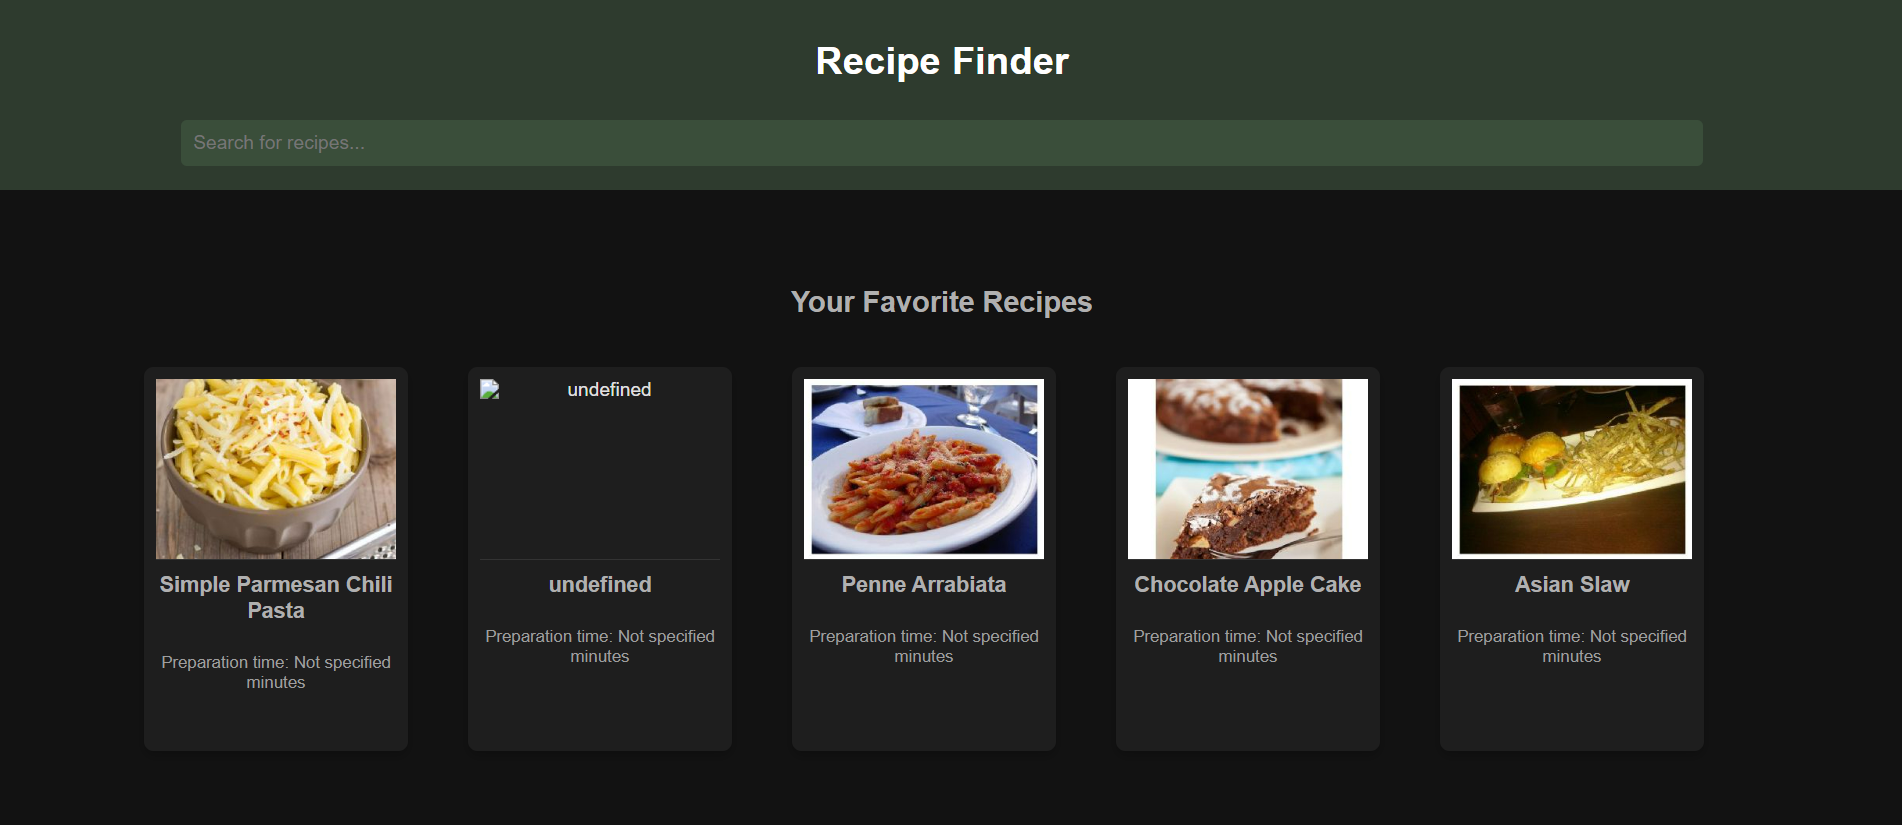 Recipe Finder
Search for recipes...
Your Favorite Recipes
undefined
Simple Parmesan Chili
Pasta
Preparation time: Not specified
minutes
undefined
Preparation time: Not specified
minutes
Penne Arrabiata
Preparation time: Not specified
minutes
Chocolate Apple Cake
Preparation time: Not specified
minutes
Asian Slaw
Preparation time: Not specified
minutes